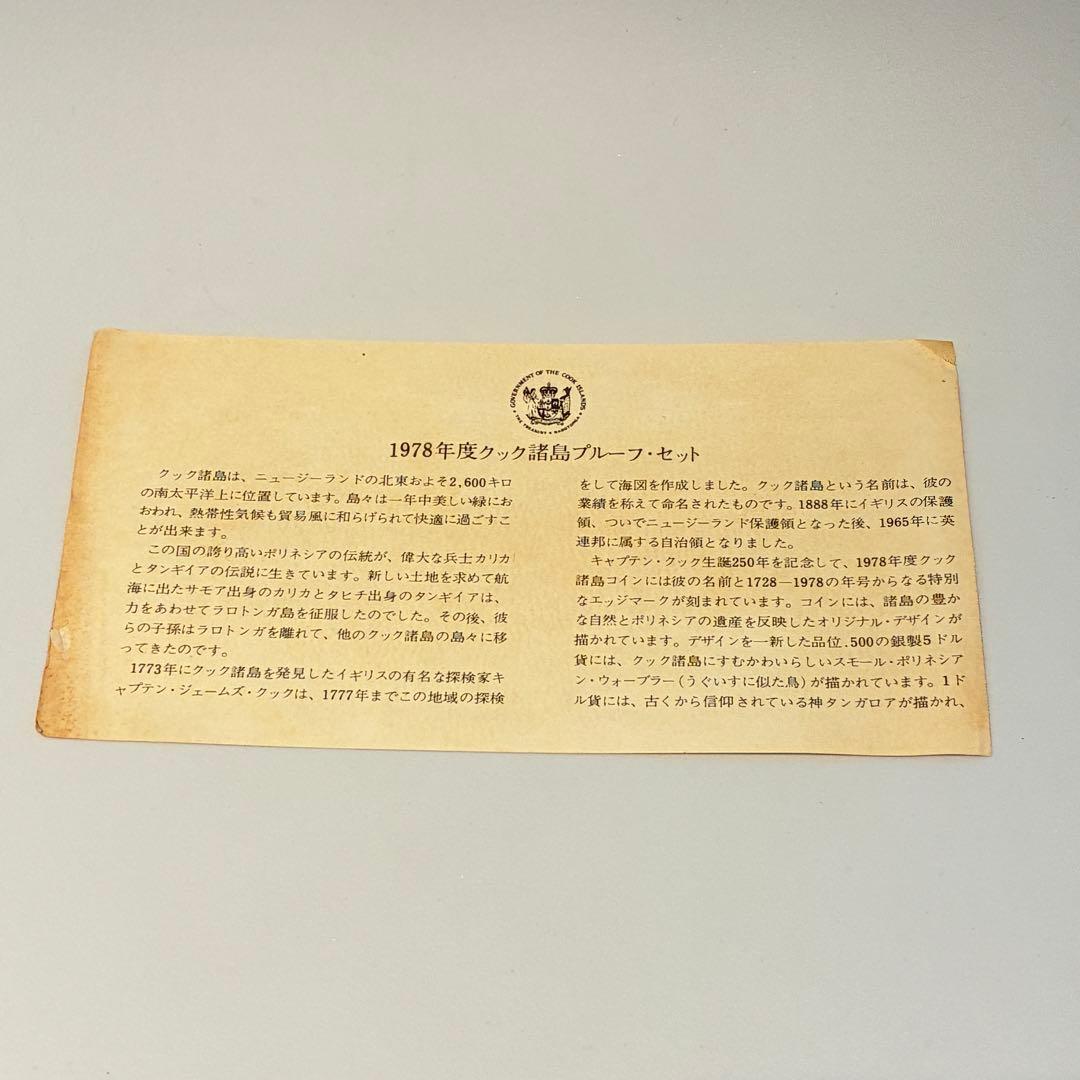 GOVERNMENT OF THE COOK ISLANDS
THE TREASURY • RAROTONGA
1978年度クック諸島プルーフ・セット
クック諸島は、ニュージーランドの北東およそ2,600キロ
の南太平洋上に位置しています。島々は一年中美しい緑にお
おわれ、熱帯性気候も貿易風に和らげられて快適に過ごすこ
とが出来ます。
この国の誇り高いポリネシアの伝統が、偉大な兵士カリカ
とタンギイアの伝説に生きています。新しい土地を求めて航
海に出たサモア出身のカリカとタヒチ出身のタンギイアは、
力をあわせてラロトンガ島を征服したのでした。その後、彼
らの子孫はラロトンガを離れて、他のクック諸島の島々に移
ってきたのです。
1773年にクック諸島を発見したイギリスの有名な探検家キ
ャプテン・ジェームズ・クックは、1777年までこの地域の探検
をして海図を作成しました。クック諸島という名前は、彼の
業績を称えて命名されたものです。1888年にイギリスの保護
領、ついでニュージーランド保護領となった後、1965年に英
連邦に属する自治領となりました。
キャプテン・クック生誕250年を記念して、1978年度クック
諸島コインには彼の名前と1728―1978の年号からなる特別
なエッジマークが刻まれています。コインには、諸島の豊か
な自然とポリネシアの遺産を反映したオリジナル・デザインが
描かれています。デザインを一新した品位.500の銀製5ドル
貨には、クック諸島にすむかわいらしいスモール・ポリネシア
ン・ウォーブラー(うぐいすに似た鳥)が描かれています。1ド
ル貨には、古くから信仰されている神タンガロアが描かれ、